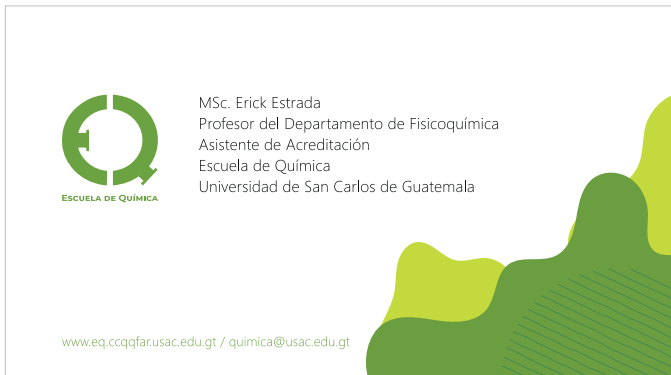 MSc. Erick Estrada
Profesor del Departamento de Fisicoquímica
Asistente de Acreditación
Escuela de Química
Universidad de San Carlos de Guatemala
EQ
ESCUELA DE QUÍMICA
www.eq.ccqqfar.usac.edu.gt / quimica@usac.edu.gt